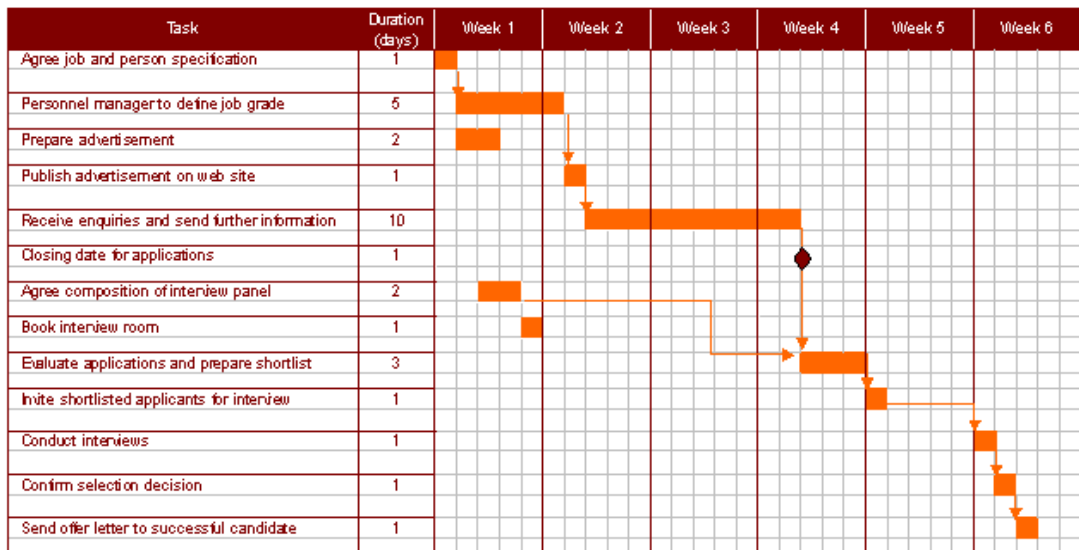 Task Duration (days) Week 1 Week 2 Week 3 Week 4 Week 5 Week 6
Agree job and person specification 1
Personnel manager to define job grade 5
Prepare advertisement 2
Publish advertisement on web site 1
Receive enquiries and send further information 10
Closing date for applications 1
Agree composition of interview panel 2
Book interview room 1
Evaluate applications and prepare shortlist 3
Invite shortlisted applicants for interview 1
Conduct interviews 1
Confirm selection decision 1
Send offer letter to successful candidate 1